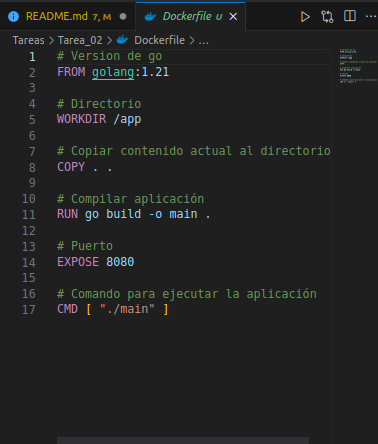 README.md 7, M
Dockerfile U
Tareas > Tarea_02 > Dockerfile > ...
1 # Version de go
2 FROM golang:1.21
3
4 # Directorio
5 WORKDIR /app
6
7 # Copiar contenido actual al directorio
8 COPY . .
9
10 # Compilar aplicación
11 RUN go build -o main .
12
13 # Puerto
14 EXPOSE 8080
15
16 # Comando para ejecutar la aplicación
17 CMD [ "./main" ]